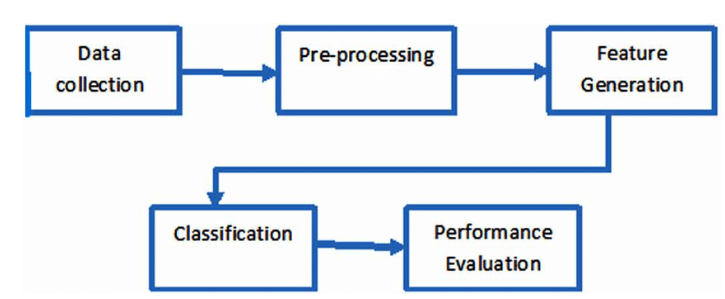 Data
collection
Pre-processing
Feature
Generation
Classification
Performance
Evaluation